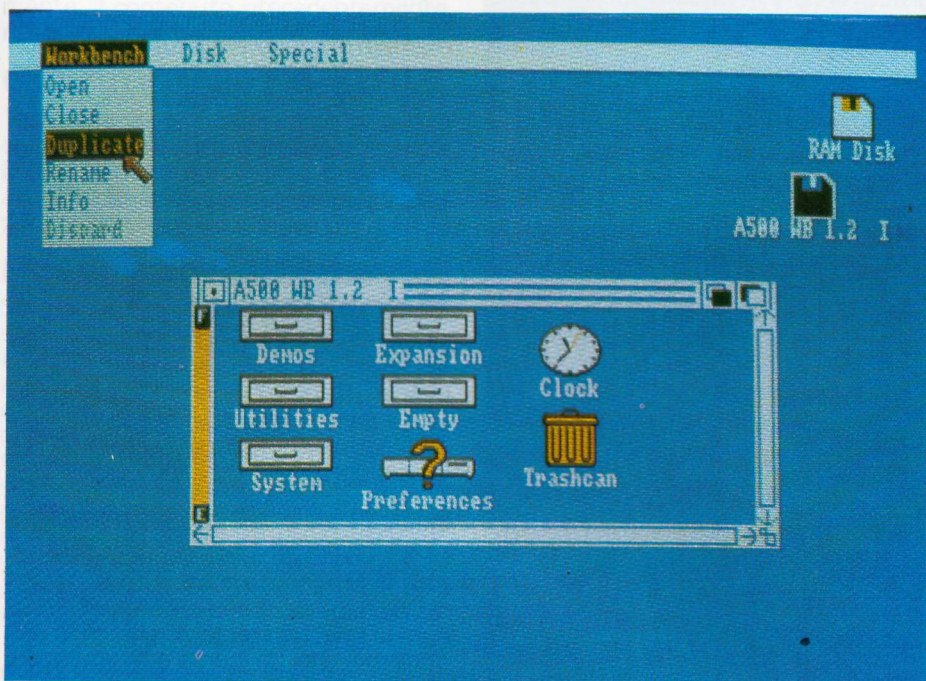 Workbench Disk Special
Open
Close
Duplicate
Rename
Info
Discard
RAM Disk
A500 WB 1.2 I
A500 WB 1.2 I
F
Demos
Expansion
Clock
Utilities
Empty
System
Preferences
Trashcan
E